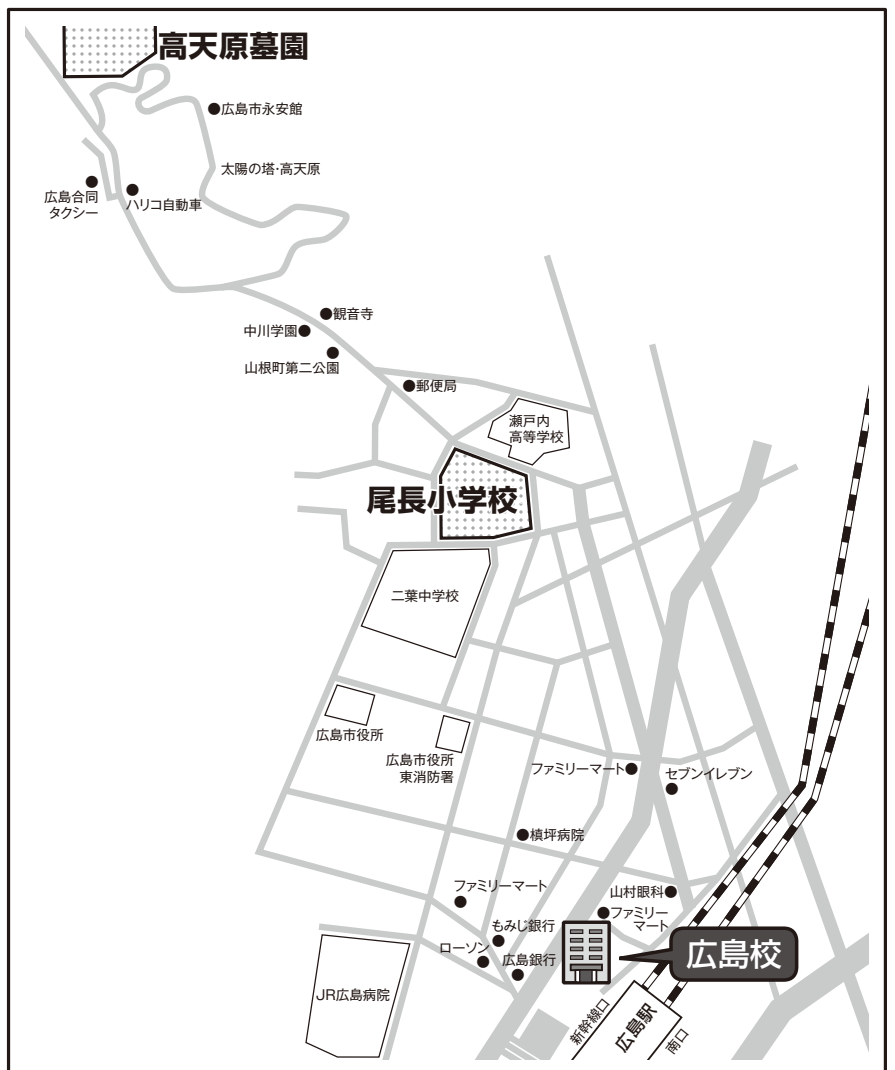 高天原墓園
広島市永安館
太陽の塔・高天原
広島合同
タクシー
ハリコ自動車
観音寺
中川学園
山根町第二公園
郵便局
瀬戸内
高等学校
尾長小学校
二葉中学校
広島市役所
広島市役所
東消防署
ファミリーマート
セブンイレブン
槙坪病院
ファミリーマート
山村眼科
ファミリー
マート
もみじ銀行
ローソン
広島銀行
広島校
JR広島病院
新幹線口
広島駅
南口